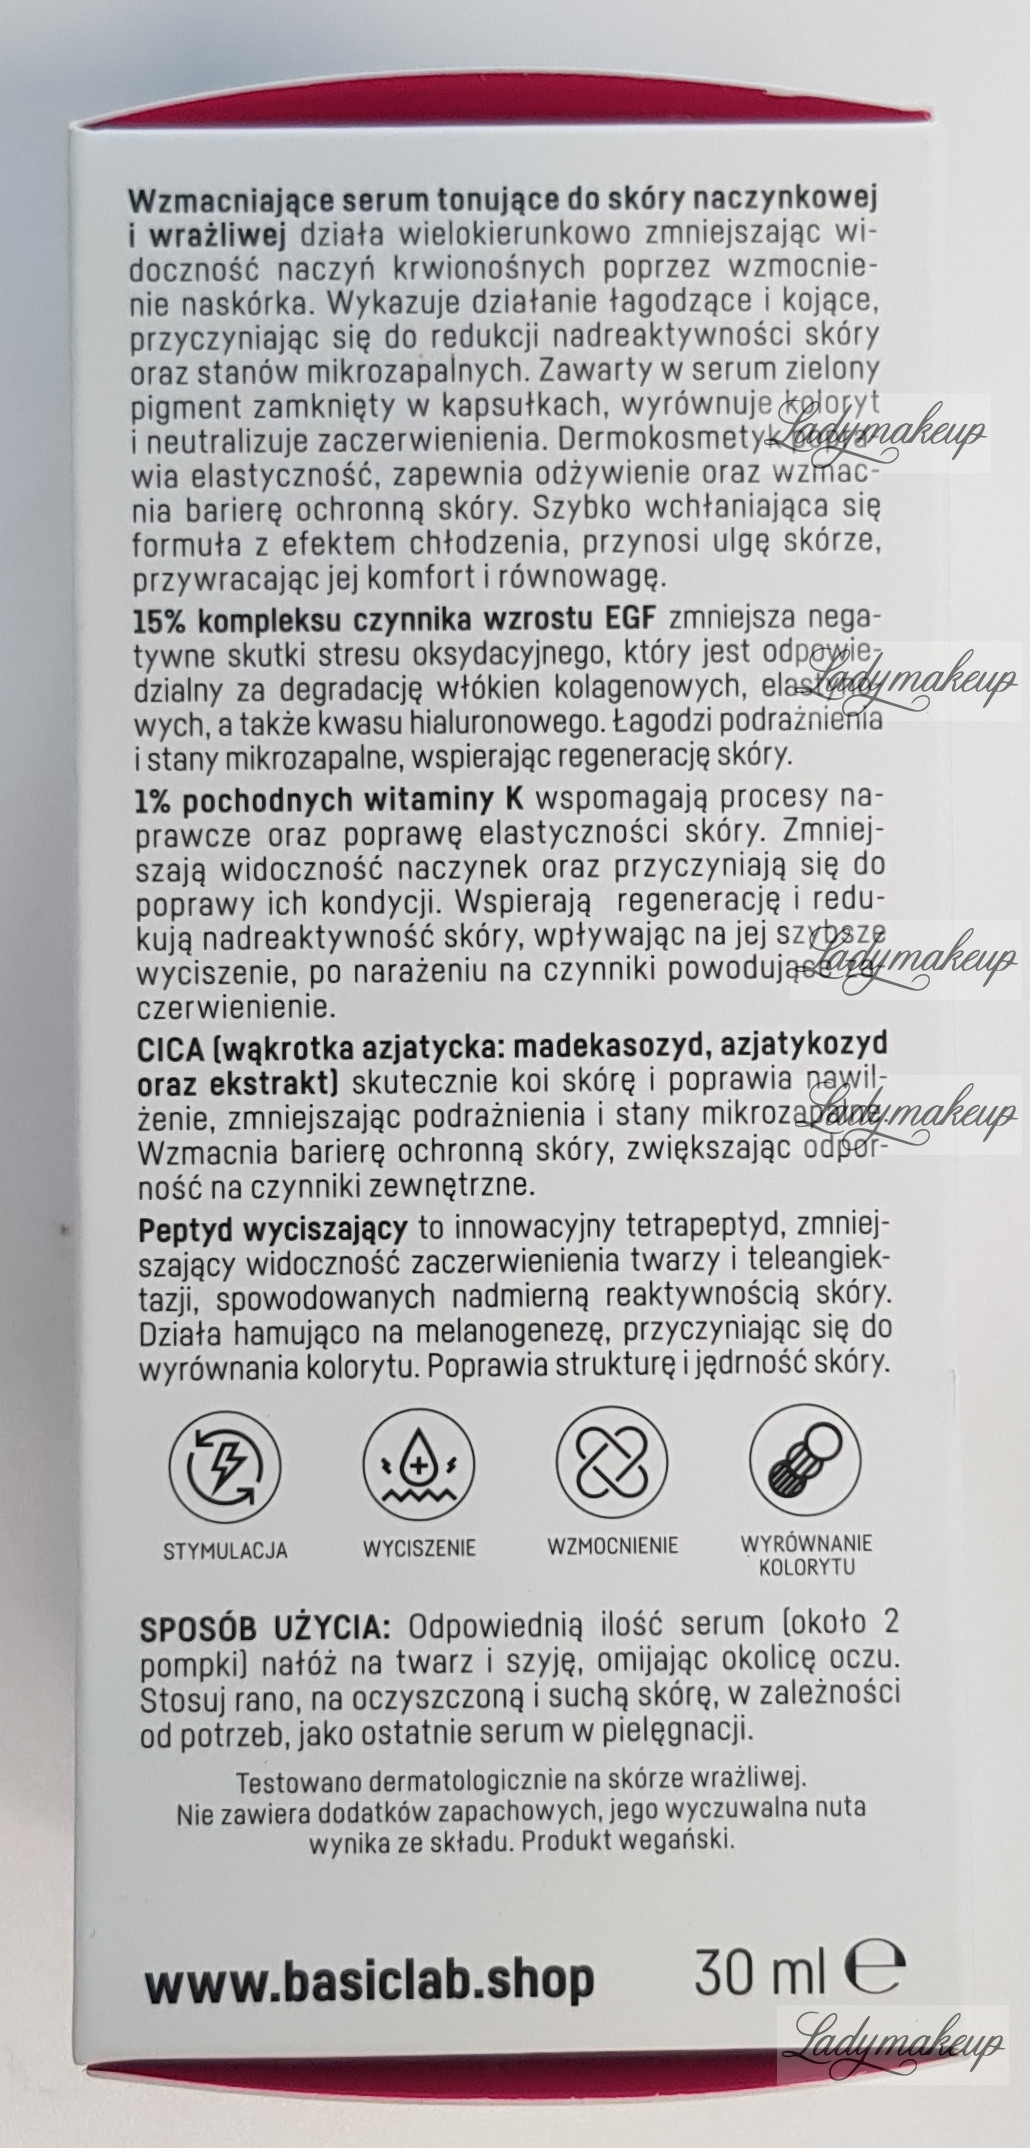 Wzmacniające serum tonujące do skóry naczynkowej
i wrażliwej działa wielokierunkowo zmniejszając wi-
doczność naczyń krwionośnych poprzez wzmocnie-
nie naskórka. Wykazuje działanie łagodzące i kojące,
przyczyniając się do redukcji nadreaktywności skóry
oraz stanów mikrozapalnych. Zawarty w serum zielony
pigment zamknięty w kapsułkach, wyrównuje koloryt
Ladymakeup
i neutralizuje zaczerwienienia. Dermokosmetyk
wia elastyczność, zapewnia odżywienie oraz wzmac-
nia barierę ochronną skóry. Szybko wchłaniająca się
formuła z efektem chłodzenia, przynosi ulgę skórze,
przywracając jej komfort i równowagę.
15% kompleksu czynnika wzrostu EGF zmniejsza nega-
tywne skutki stresu oksydacyjnego, który jest odpowie-
Ladymakeup
dzialny za degradację włókien kolagenowych,
wych, a także kwasu hialuronowego. Łagodzi podrażnienia
i stany mikrozapalne, wspierając regenerację skóry.
1% pochodnych witaminy K wspomagają procesy na-
prawcze oraz poprawę elastyczności skóry. Zmniej-
szają widoczność naczynek oraz przyczyniają się do
poprawy ich kondycji. Wspierają regenerację i redu-
kują nadreaktywność skóry, wpływając na jej szybsze
Ladymakeup
wyciszenie, po narażeniu na czynniki powodujące za-
czerwienienie.
CICA (wąkrotka azjatycka: madekasozyd, azjatykozyd
oraz ekstrakt) skutecznie koi skórę i poprawia nawil-
Ladymakeup
żenie, zmniejszając podrażnienia i stany mikrozapalne.
Wzmacnia barierę ochronną skóry, zwiększając odpor-
ność na czynniki zewnętrzne.
Peptyd wyciszający to innowacyjny tetrapeptyd, zmniej-
szający widoczność zaczerwienienia twarzy i teleangiek-
tazji, spowodowanych nadmierną reaktywnością skóry.
Działa hamująco na melanogenezę, przyczyniając się do
wyrównania kolorytu. Poprawia strukturę i jędrność skóry.
STYMULACJA WYCISZENIE WZMOCNIENIE WYRÓWNANIE
KOLORYTU
SPOSÓB UŻYCIA: Odpowiednią ilość serum (około 2
pompki) nałóż na twarz i szyję, omijając okolicę oczu.
Stosuj rano, na oczyszczoną i suchą skórę, w zależności
od potrzeb, jako ostatnie serum w pielęgnacji.
Testowano dermatologicznie na skórze wrażliwej.
Nie zawiera dodatków zapachowych, jego wyczuwalna nuta
wynika ze składu. Produkt wegański.
www.basiclab.shop 30 ml ℮
Ladymakeup